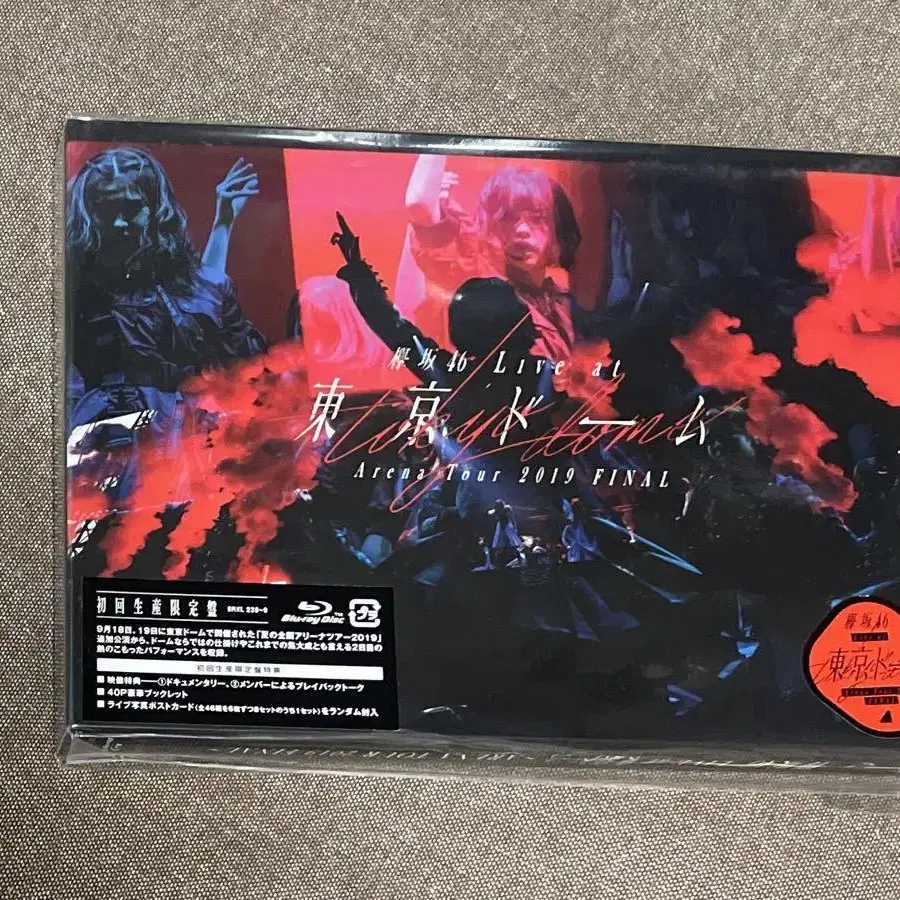 欅坂46 Live at
東京ドーム
tokyo dome
Arena Tour 2019 FINAL
初回生産限定盤 SRXL 238~9 Blu-ray Disc
9月18日、19日に東京ドームで開催された「夏の全国アリーナツアー2019」
追加公演から、ドームならではの仕掛けやこれまでの集大成とも言える2日目の
熱のこもったパフォーマンスを収録。
初回生産限定盤特典
■ 映像特典――①ドキュメンタリー、②メンバーによるプレイバックトーク
■ 40P豪華ブックレット
■ ライブ写真ポストカード(全46種を6枚ずつ8セットのうち1セット)をランダム封入
欅坂46
Live at
東京ド
ARENA TOUR 2019 FINAL